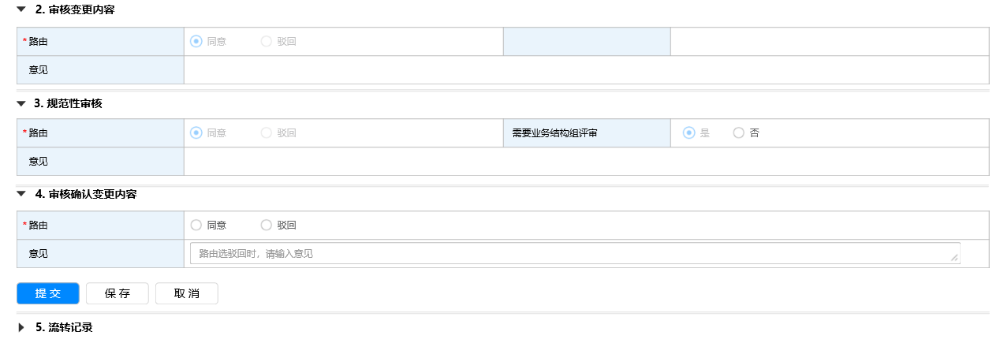 2. 审核变更内容
*路由 同意 驳回
意见
3. 规范性审核
*路由 同意 驳回 需要业务结构组评审 是 否
意见
4. 审核确认变更内容
*路由 同意 驳回
意见 路由选驳回时，请输入意见
提交 保存 取消
5. 流转记录